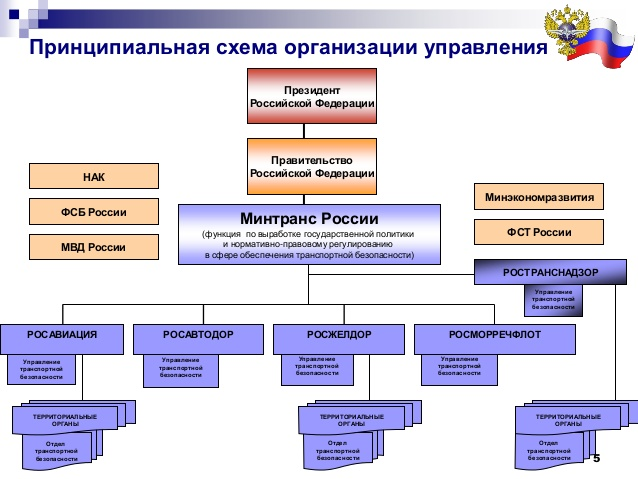 Принципиальная схема организации управления
Президент
Российской Федерации
Правительство
Российской Федерации
НАК
ФСБ России
МВД России
Минтранс России
(функция по выработке государственной политики
и нормативно-правовому регулированию
в сфере обеспечения транспортной безопасности)
Минэкономразвития
ФСТ России
РОСТРАНСНАДЗОР
Управление
транспортной
безопасности
РОСАВИАЦИЯ
РОСАВТОДОР
РОСЖЕЛДОР
РОСМОРРЕЧФЛОТ
Управление
транспортной
безопасности
Управление
транспортной
безопасности
Управление
транспортной
безопасности
Управление
транспортной
безопасности
ТЕРРИТОРИАЛЬНЫЕ
ОРГАНЫ
Отдел
транспортной
безопасности
ТЕРРИТОРИАЛЬНЫЕ
ОРГАНЫ
Отдел
транспортной
безопасности
ТЕРРИТОРИАЛЬНЫЕ
ОРГАНЫ
Отдел
транспортной
безопасности
5